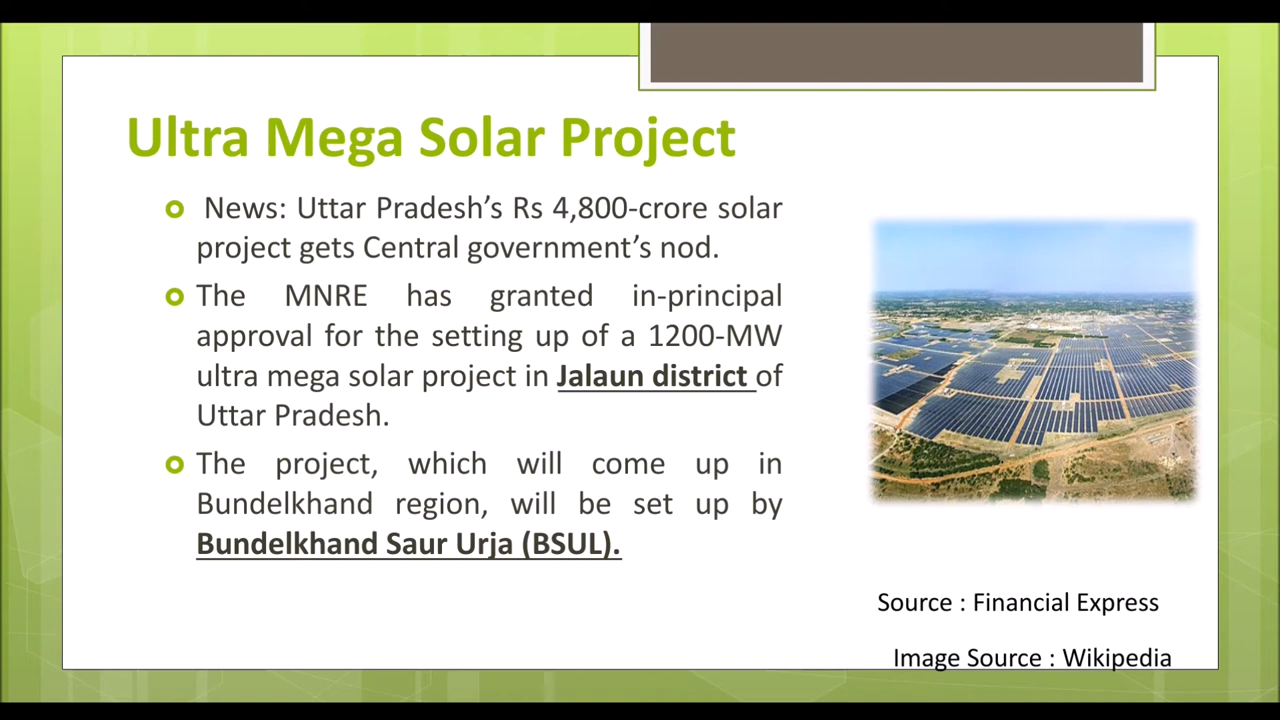 Ultra Mega Solar Project
News: Uttar Pradesh’s Rs 4,800-crore solar
project gets Central government’s nod.
The MNRE has granted in-principal
approval for the setting up of a 1200-MW
ultra mega solar project in Jalaun district of
Uttar Pradesh.
The project, which will come up in
Bundelkhand region, will be set up by
Bundelkhand Saur Urja (BSUL).
Source : Financial Express
Image Source : Wikipedia